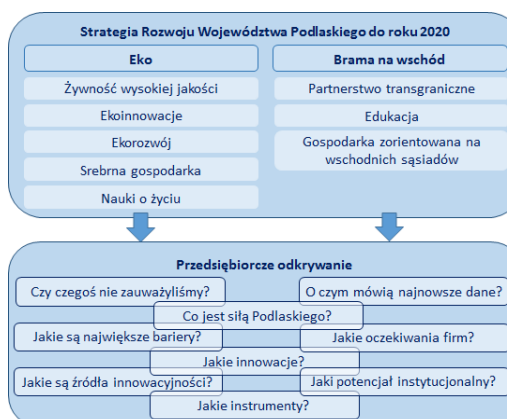 Strategia Rozwoju Województwa Podlaskiego do roku 2020
Eko
Żywność wysokiej jakości
Ekoinnowacje
Ekorozwój
Srebrna gospodarka
Nauki o życiu
Brama na wschód
Partnerstwo transgraniczne
Edukacja
Gospodarka zorientowana na
wschodnich sąsiadów
Przedsiębiorcze odkrywanie
Czy czegoś nie zauważyliśmy?
O czym mówią najnowsze dane?
Co jest siłą Podlaskiego?
Jakie są największe bariery?
Jakie oczekiwania firm?
Jakie innowacje?
Jakie są źródła innowacyjności?
Jaki potencjał instytucjonalny?
Jakie instrumenty?